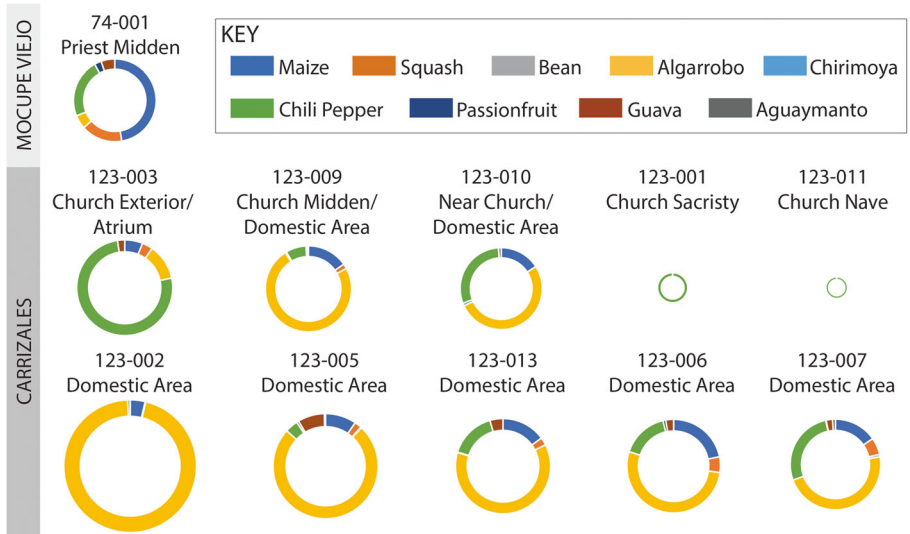 MOCUPE VIEJO
74-001
Priest Midden
KEY
Maize
Squash
Bean
Algarrobo
Chirimoya
Chili Pepper
Passionfruit
Guava
Aguaymanto
CARRIZALES
123-003
Church Exterior/
Atrium
123-009
Church Midden/
Domestic Area
123-010
Near Church/
Domestic Area
123-001
Church Sacristy
123-011
Church Nave
123-002
Domestic Area
123-005
Domestic Area
123-013
Domestic Area
123-006
Domestic Area
123-007
Domestic Area